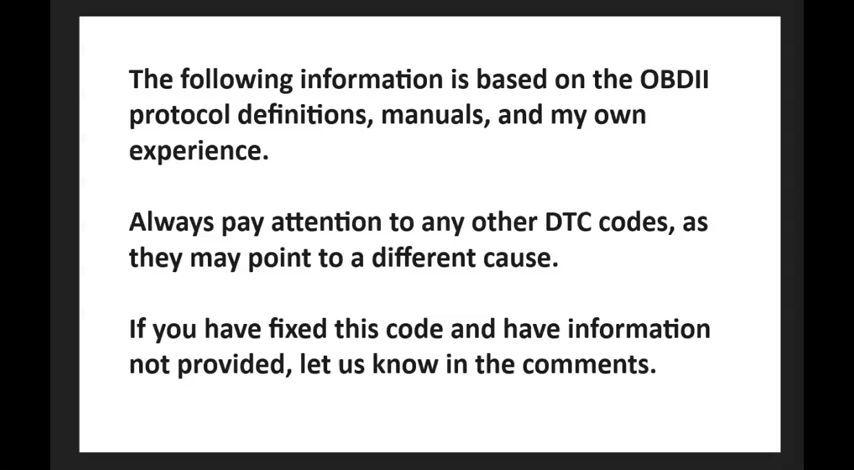 The following information is based on the OBDII
protocol definitions, manuals, and my own
experience.
Always pay attention to any other DTC codes, as
they may point to a different cause.
If you have fixed this code and have information
not provided, let us know in the comments.